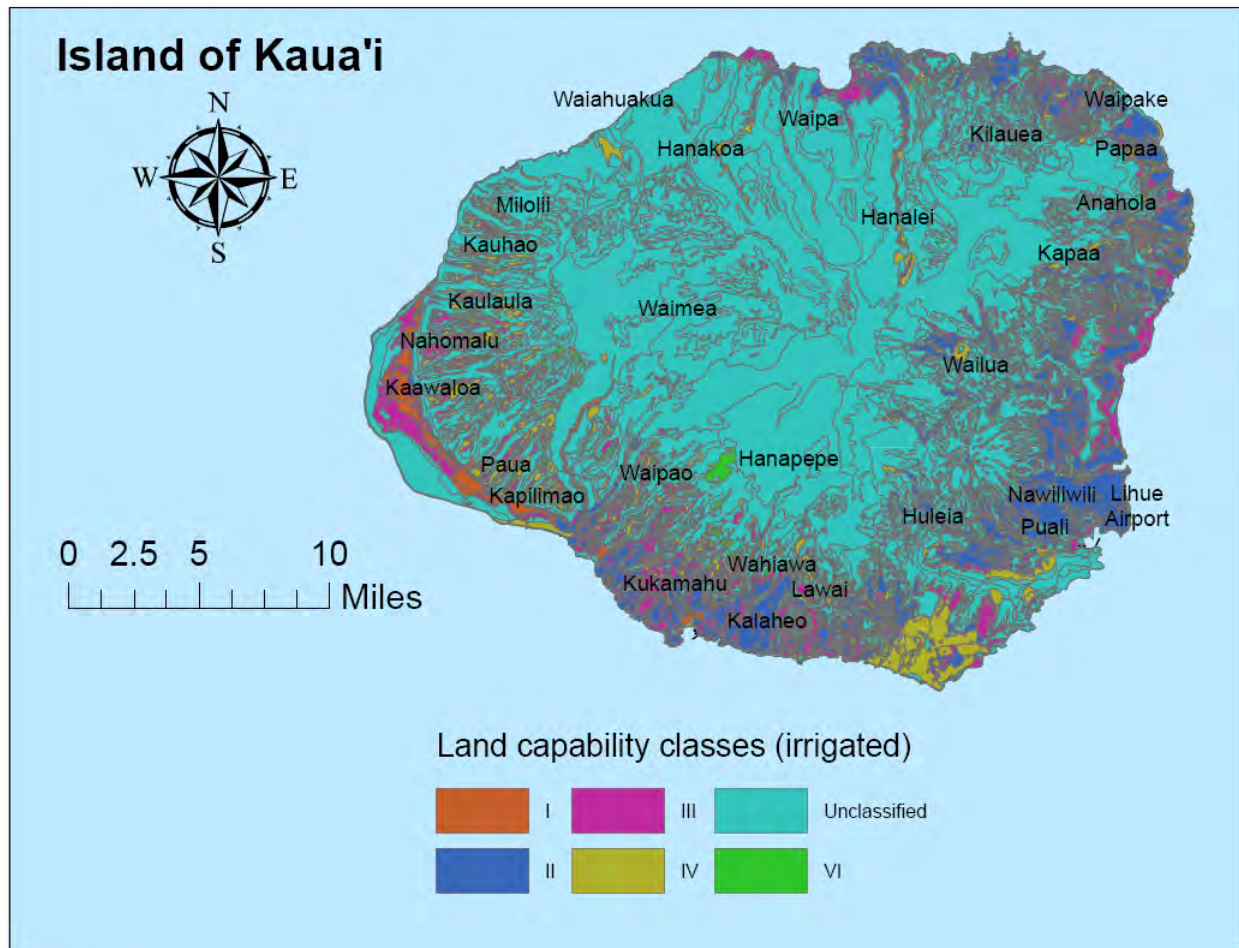 Island of Kaua'i
N
W E
S
Waiahuakua
Waipa
Waipake
Kilauea
Hanakoa
Papaa
Milolii
Anahola
Hanalei
Kauhao
Kapaa
Kaulaula
Waimea
Nahomalu
Wailua
Kaawaloa
Hanapepe
Paua
Waipao
Kapilimao
Nawiliwili
Lihue
Airport
Huleia
Puali
0 2.5 5 10
Miles
Wahiawa
Kukamahu
Lawai
Kalaheo
Land capability classes (irrigated)
I III Unclassified
II IV VI